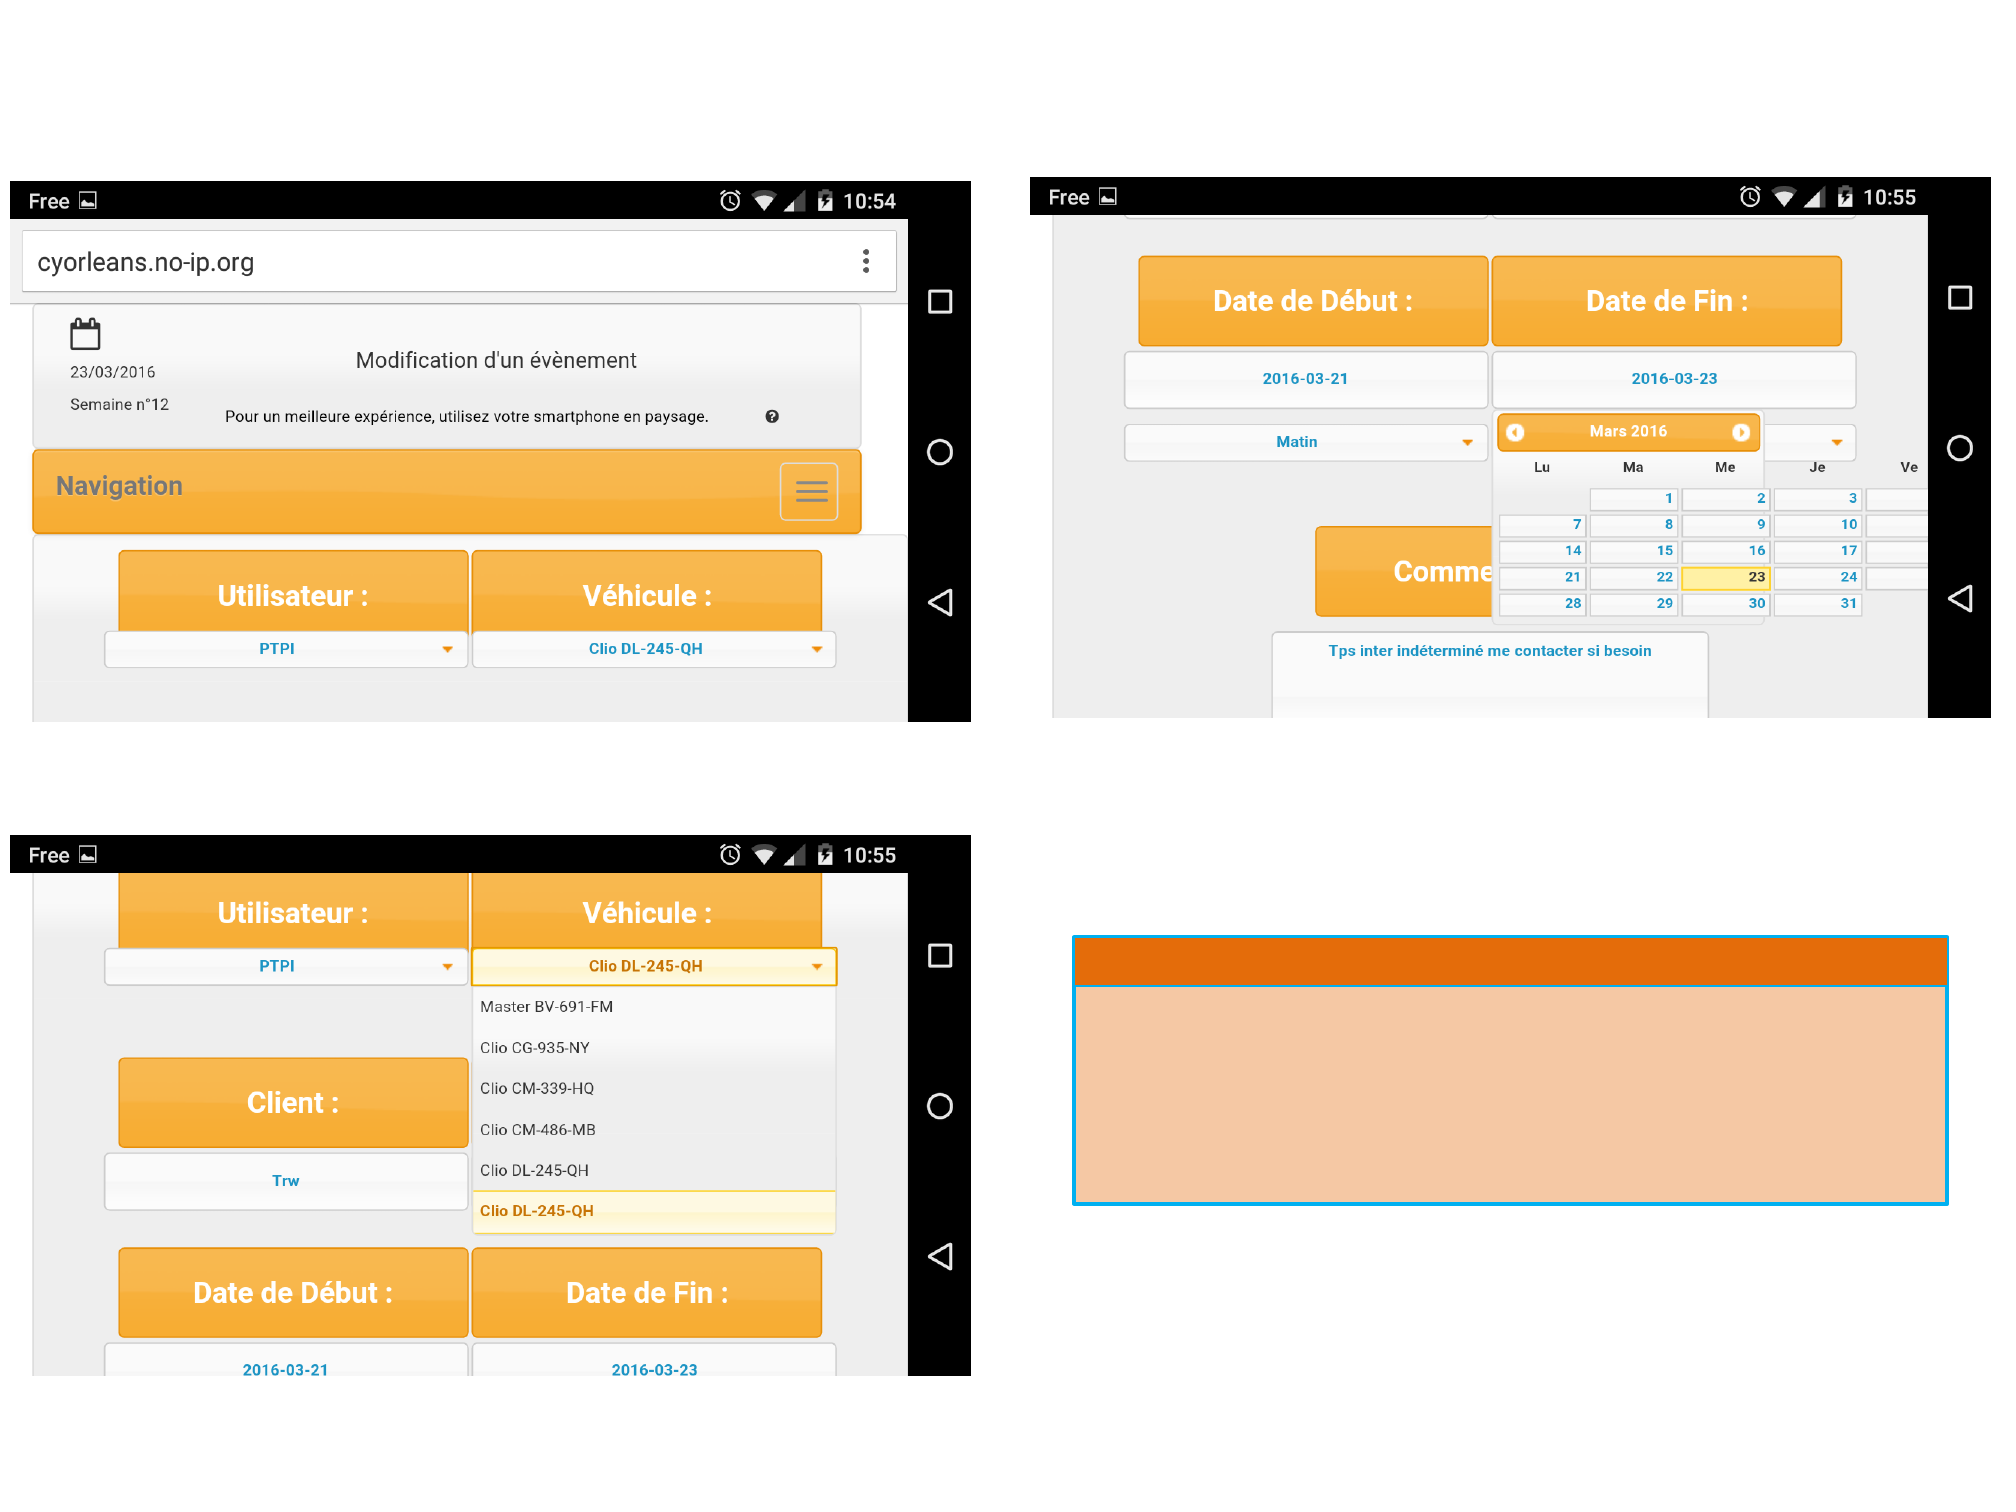 Free 10:54
cyorleans.no-ip.org
23/03/2016
Semaine n°12
Modification d'un évènement
Pour un meilleure expérience, utilisez votre smartphone en paysage.
Navigation
Utilisateur : Véhicule :
PTPI Clio DL-245-QH
Free 10:55
Date de Début : Date de Fin :
2016-03-21 2016-03-23
Matin
Mars 2016
Lu Ma Me Je Ve
1 2 3
7 8 9 10
14 15 16 17
21 22 23 24
28 29 30 31
Comme
Tps inter indéterminé me contacter si besoin
Free 10:55
Utilisateur : Véhicule :
PTPI Clio DL-245-QH
Master BV-691-FM
Clio CG-935-NY
Clio CM-339-HQ
Clio CM-486-MB
Clio DL-245-QH
Clio DL-245-QH
Client :
Trw
Date de Début : Date de Fin :
2016-03-21 2016-03-23